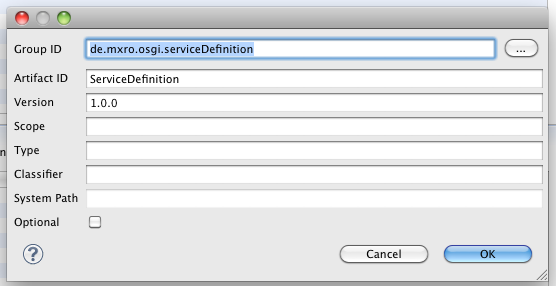 Group ID de.mxro.osgi.serviceDefinition ...
Artifact ID ServiceDefinition
Version 1.0.0
Scope
Type
Classifier
System Path
Optional
? Cancel OK